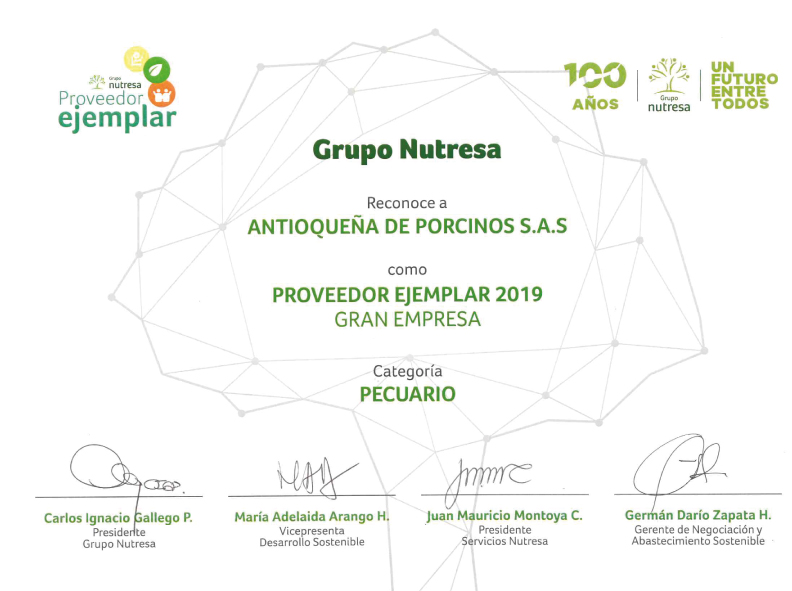 Grupo
nutresa
Proveedor
ejemplar
100
AÑOS
Grupo
nutresa
UN
FUTURO
ENTRE
TODOS
Grupo Nutresa
Reconoce a
ANTIOQUEÑA DE PORCINOS S.A.S
como
PROVEEDOR EJEMPLAR 2019
GRAN EMPRESA
Categoría
PECUARIO
Carlos Ignacio Gallego P.
Presidente
Grupo Nutresa
María Adelaida Arango H.
Vicepresenta
Desarrollo Sostenible
Juan Mauricio Montoya C.
Presidente
Servicios Nutresa
Germán Darío Zapata H.
Gerente de Negociación y
Abastecimiento Sostenible